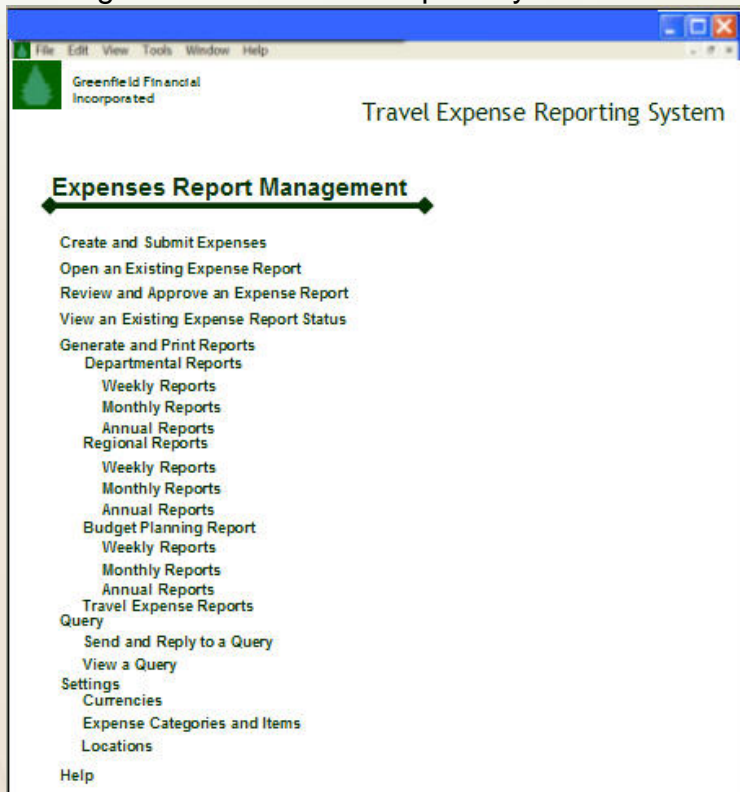 File Edit View Tools Window Help
Greenfield Financial
Incorporated
Travel Expense Reporting System
Expenses Report Management
Create and Submit Expenses
Open an Existing Expense Report
Review and Approve an Expense Report
View an Existing Expense Report Status
Generate and Print Reports
Departmental Reports
Weekly Reports
Monthly Reports
Annual Reports
Regional Reports
Weekly Reports
Monthly Reports
Annual Reports
Budget Planning Report
Weekly Reports
Monthly Reports
Annual Reports
Travel Expense Reports
Query
Send and Reply to a Query
View a Query
Settings
Currencies
Expense Categories and Items
Locations
Help